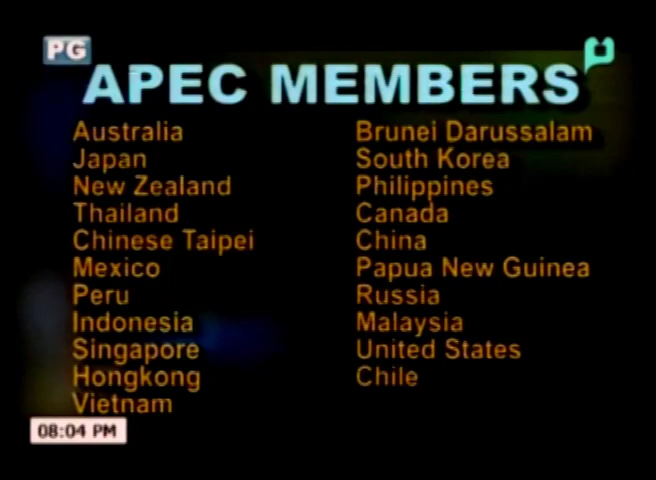 PG
APEC MEMBERS
Australia
Japan
New Zealand
Thailand
Chinese Taipei
Mexico
Peru
Indonesia
Singapore
Hongkong
Vietnam
Brunei Darussalam
South Korea
Philippines
Canada
China
Papua New Guinea
Russia
Malaysia
United States
Chile
08:04 PM